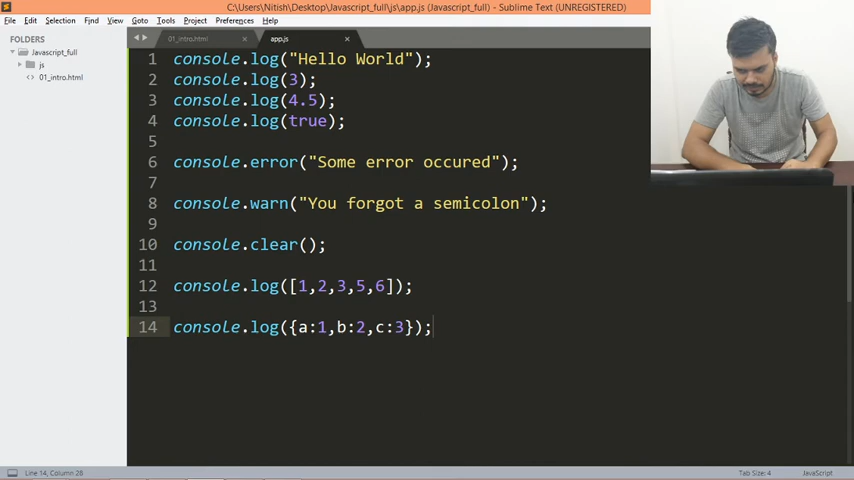 C:\Users\Nitish\Desktop\Javascript_full\js\app.js (Javascript_full) - Sublime Text (UNREGISTERED)
File Edit Selection Find View Goto Tools Project Preferences Help
FOLDERS
Javascript_full
js
01_intro.html
01_intro.html × app.js ×
1 console.log("Hello World");
2 console.log(3);
3 console.log(4.5);
4 console.log(true);
5
6 console.error("Some error occured");
7
8 console.warn("You forgot a semicolon");
9
10 console.clear();
11
12 console.log([1,2,3,5,6]);
13
14 console.log({a:1,b:2,c:3});
Line 14, Column 28
Tab Size: 4
JavaScript